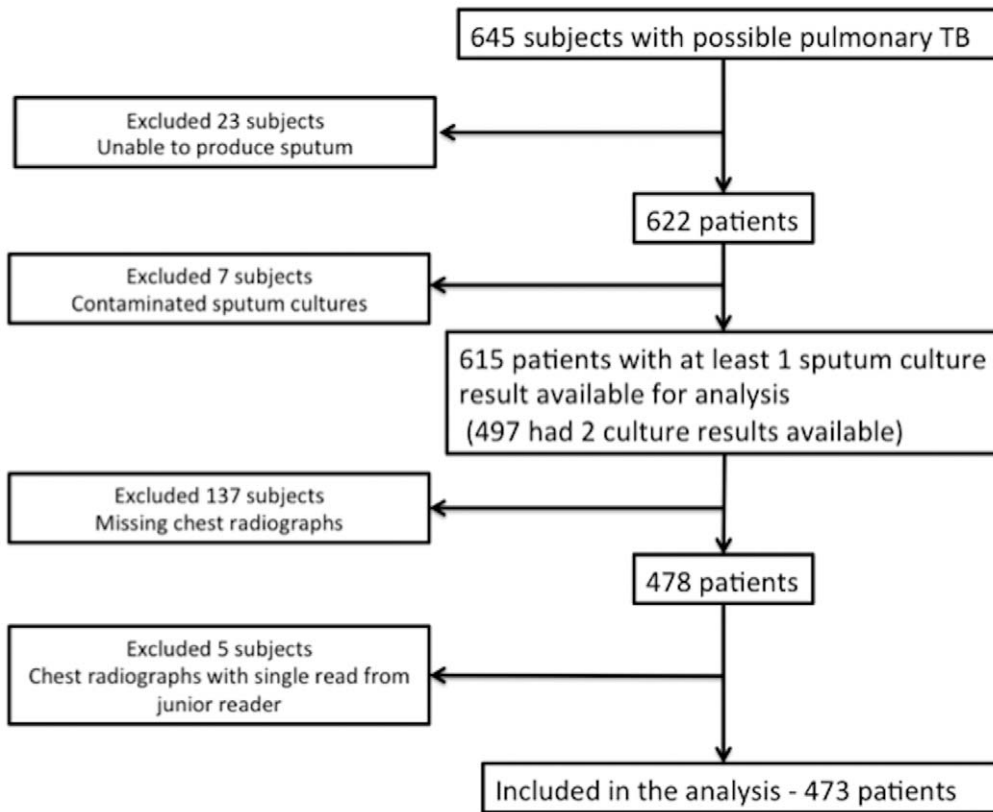 645 subjects with possible pulmonary TB
Excluded 23 subjects
Unable to produce sputum
622 patients
Excluded 7 subjects
Contaminated sputum cultures
615 patients with at least 1 sputum culture
result available for analysis
(497 had 2 culture results available)
Excluded 137 subjects
Missing chest radiographs
478 patients
Excluded 5 subjects
Chest radiographs with single read from
junior reader
Included in the analysis - 473 patients